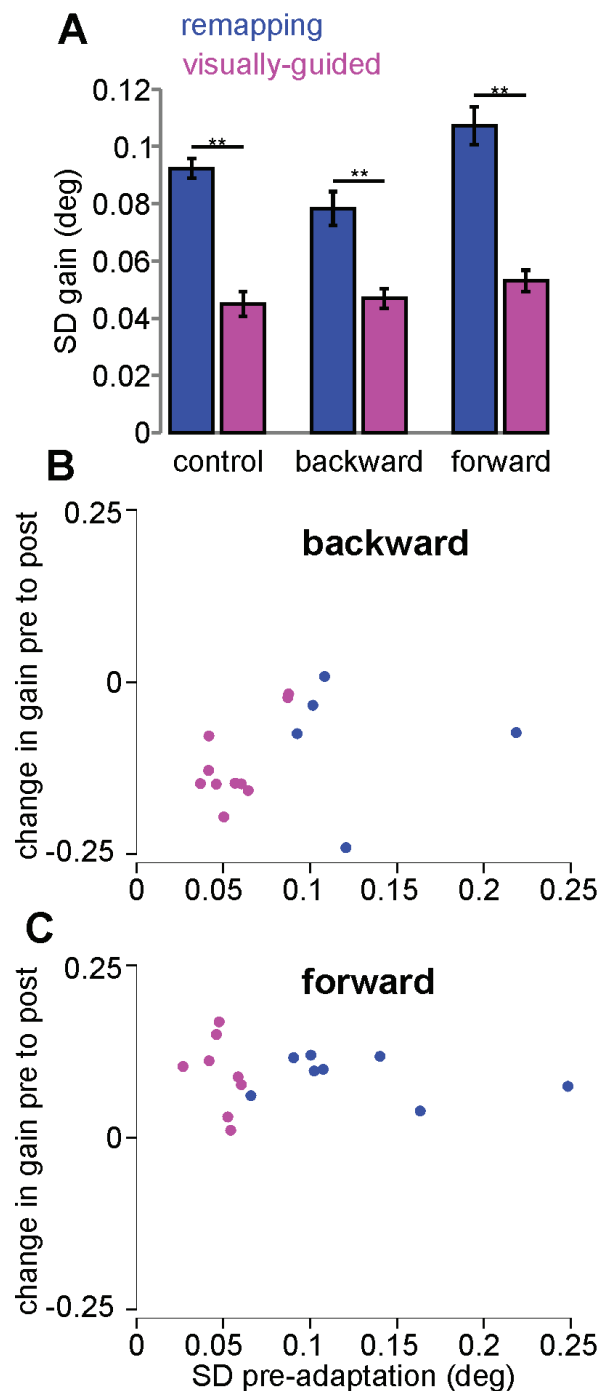 A
remapping
visually-guided
SD gain (deg)
0.12
0.1
0.08
0.06
0.04
0.02
0
**
**
**
control
backward
forward
B
backward
change in gain pre to post
0.25
0
-0.25
0
0.05
0.1
0.15
0.2
0.25
C
forward
change in gain pre to post
0.25
0
-0.25
0
0.05
0.1
0.15
0.2
0.25
SD pre-adaptation (deg)